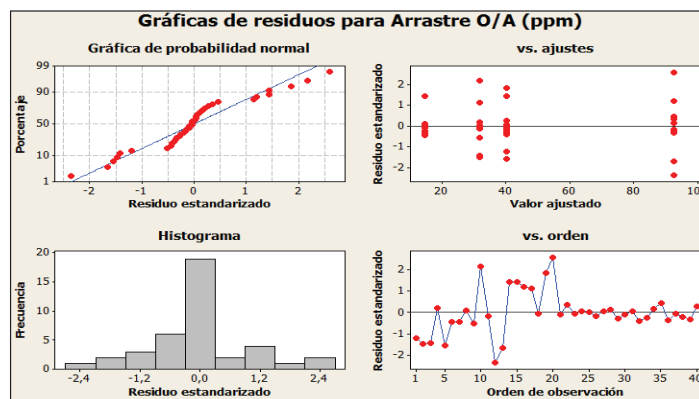 Gráficas de residuos para Arrastre O/A (ppm)
Gráfica de probabilidad normal
Porcentaje
99
90
50
10
1
-2 -1 0 1 2
Residuo estandarizado
vs. ajustes
Residuo estandarizado
2
1
0
-1
-2
20 40 60 80 100
Valor ajustado
Histograma
Frecuencia
20
15
10
5
0
-2,4 -1,2 0,0 1,2 2,4
Residuo estandarizado
vs. orden
Residuo estandarizado
2
1
0
-1
-2
1 5 10 15 20 25 30 35 40
Orden de observación